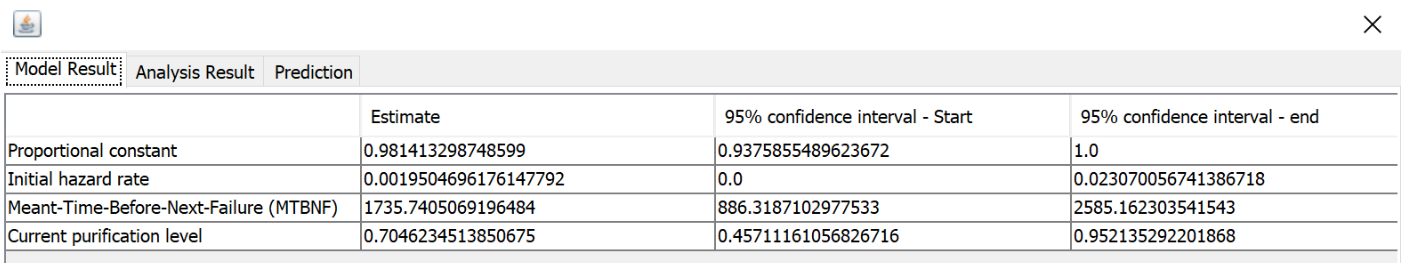 Model Result Analysis Result Prediction
Estimate 95% confidence interval - Start 95% confidence interval - end
Proportional constant 0.981413298748599 0.9375855489623672 1.0
Initial hazard rate 0.0019504696176147792 0.0 0.023070056741386718
Meant-Time-Before-Next-Failure (MTBNF) 1735.7405069196484 886.3187102977533 2585.162303541543
Current purification level 0.7046234513850675 0.45711161056826716 0.952135292201868